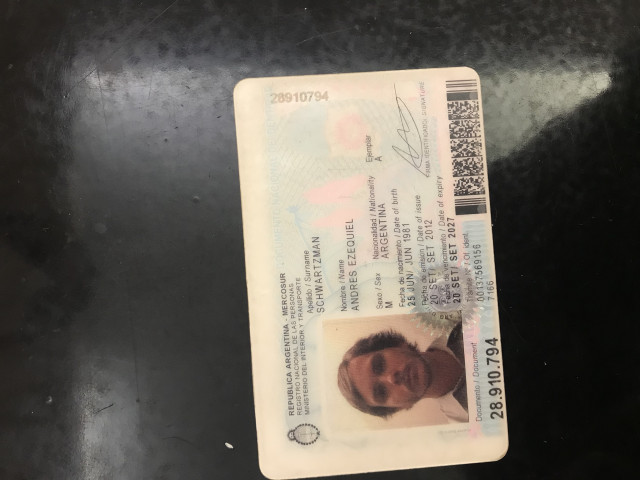 28910794
REPUBLICA ARGENTINA - MERCOSUR
REGISTRO NACIONAL DE LAS PERSONAS
MINISTERIO DEL INTERIOR Y TRANSPORTE
Apellido / Surname
SCHWARTZMAN
Nombre / Name
ANDRES EZEQUIEL
Sexo / Sex
M
Nacionalidad / Nationality
ARGENTINA
Ejemplar
A
Fecha de nacimiento / Date of birth
25 JUN/ JUN 1981
Fecha de emisión / Date of issue
20 SET/ SET 2012
Fecha de vencimiento / Date of expiry
20 SET/ SET 2027
FIRMA IDENTIFICADO / SIGNATURE
Trámite Nº / Of. ident.
00137569156
7466
Documento / Document
28.910.794